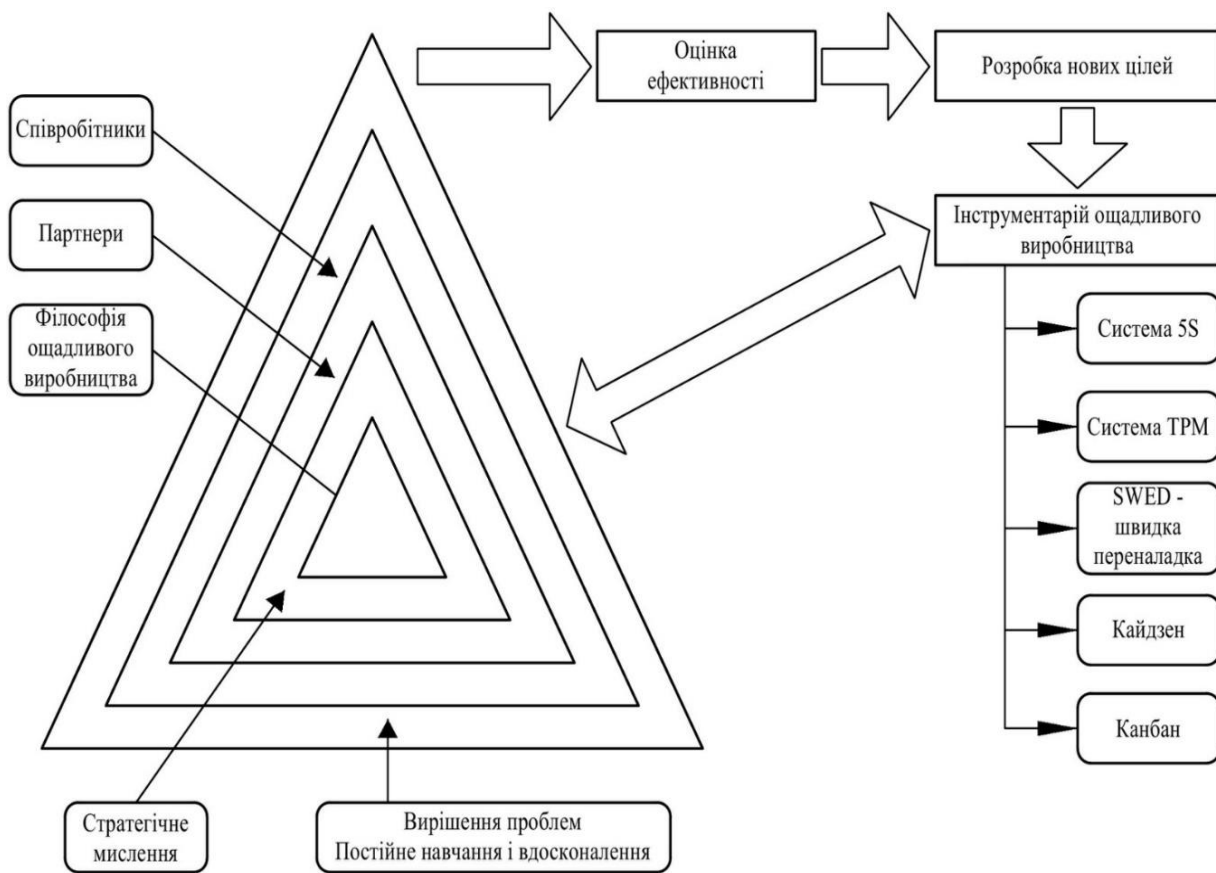 Оцінка
ефективності
Розробка нових цілей
Співробітники
Партнери
Філософія
ощадливого
виробництва
Інструментарій ощадливого
виробництва
Система 5S
Система TPM
SWED -
швидка
переналадка
Кайдзен
Канбан
Стратегічне
мислення
Вирішення проблем
Постійне навчання і вдосконалення